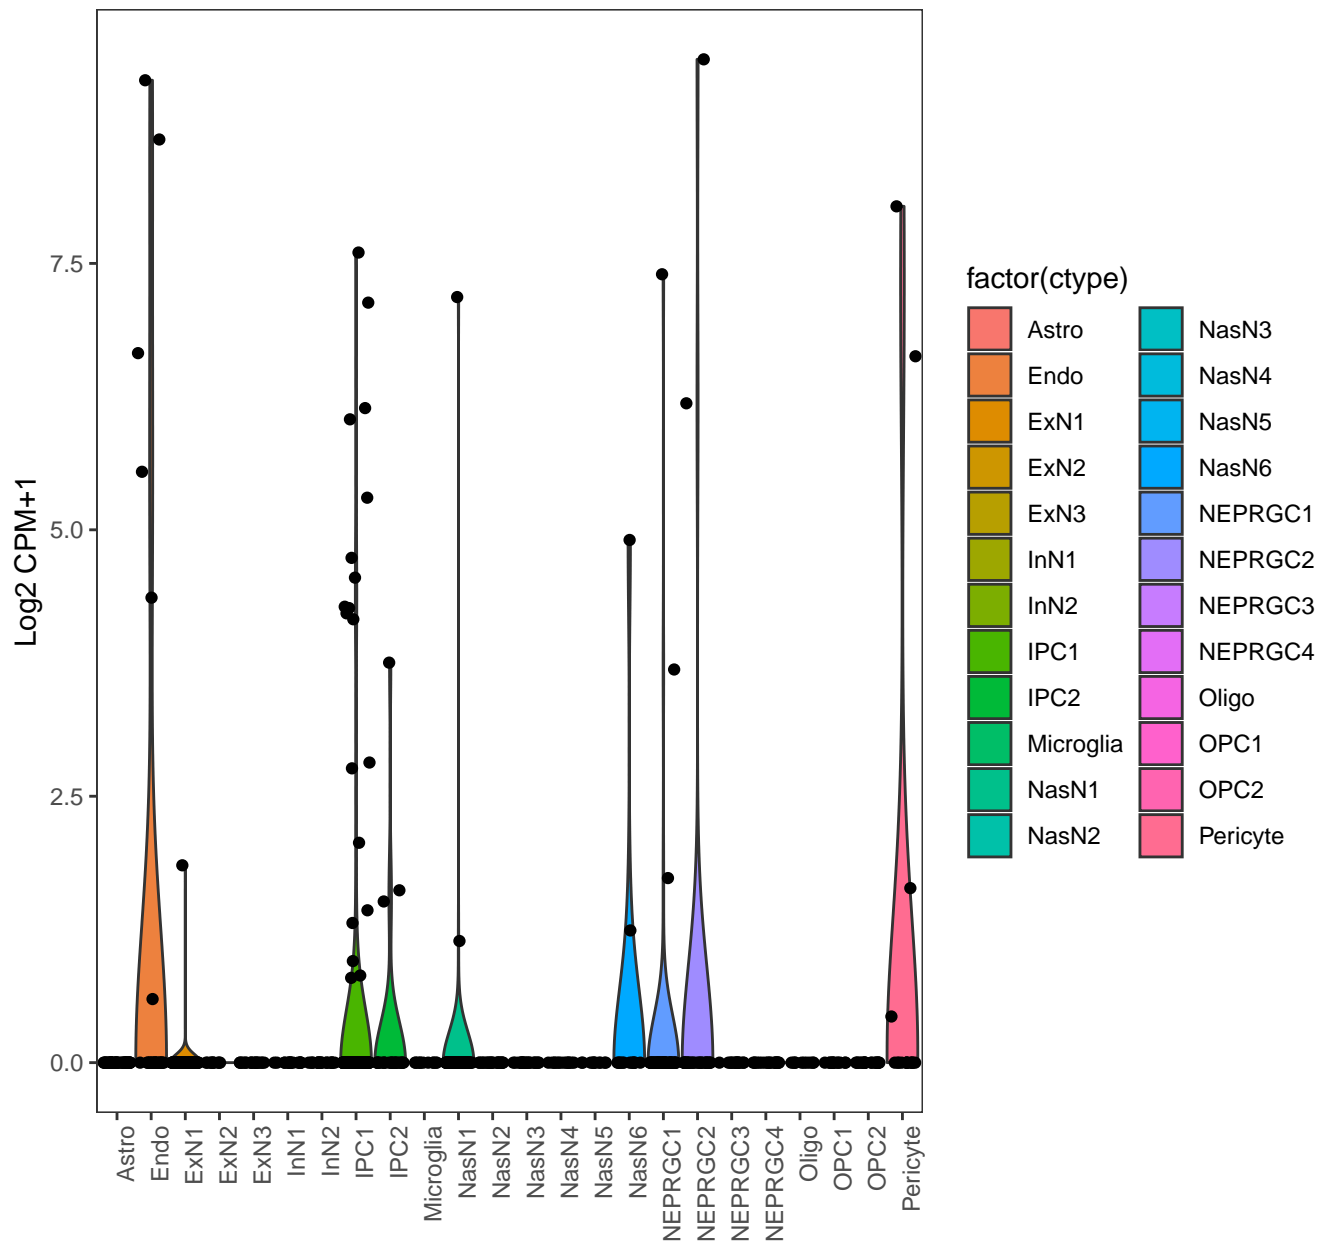 Log2 CPM+1
7.5
5.0
2.5
0.0
Astro
Endo
ExN1
ExN2
ExN3
InN1
InN2
IPC1
IPC2
Microglia
NasN1
NasN2
NasN3
NasN4
NasN5
NasN6
NEPRGC1
NEPRGC2
NEPRGC3
NEPRGC4
Oligo
OPC1
OPC2
Pericyte
factor(ctype)
Astro
Endo
ExN1
ExN2
ExN3
InN1
InN2
IPC1
IPC2
Microglia
NasN1
NasN2
NasN3
NasN4
NasN5
NasN6
NEPRGC1
NEPRGC2
NEPRGC3
NEPRGC4
Oligo
OPC1
OPC2
Pericyte